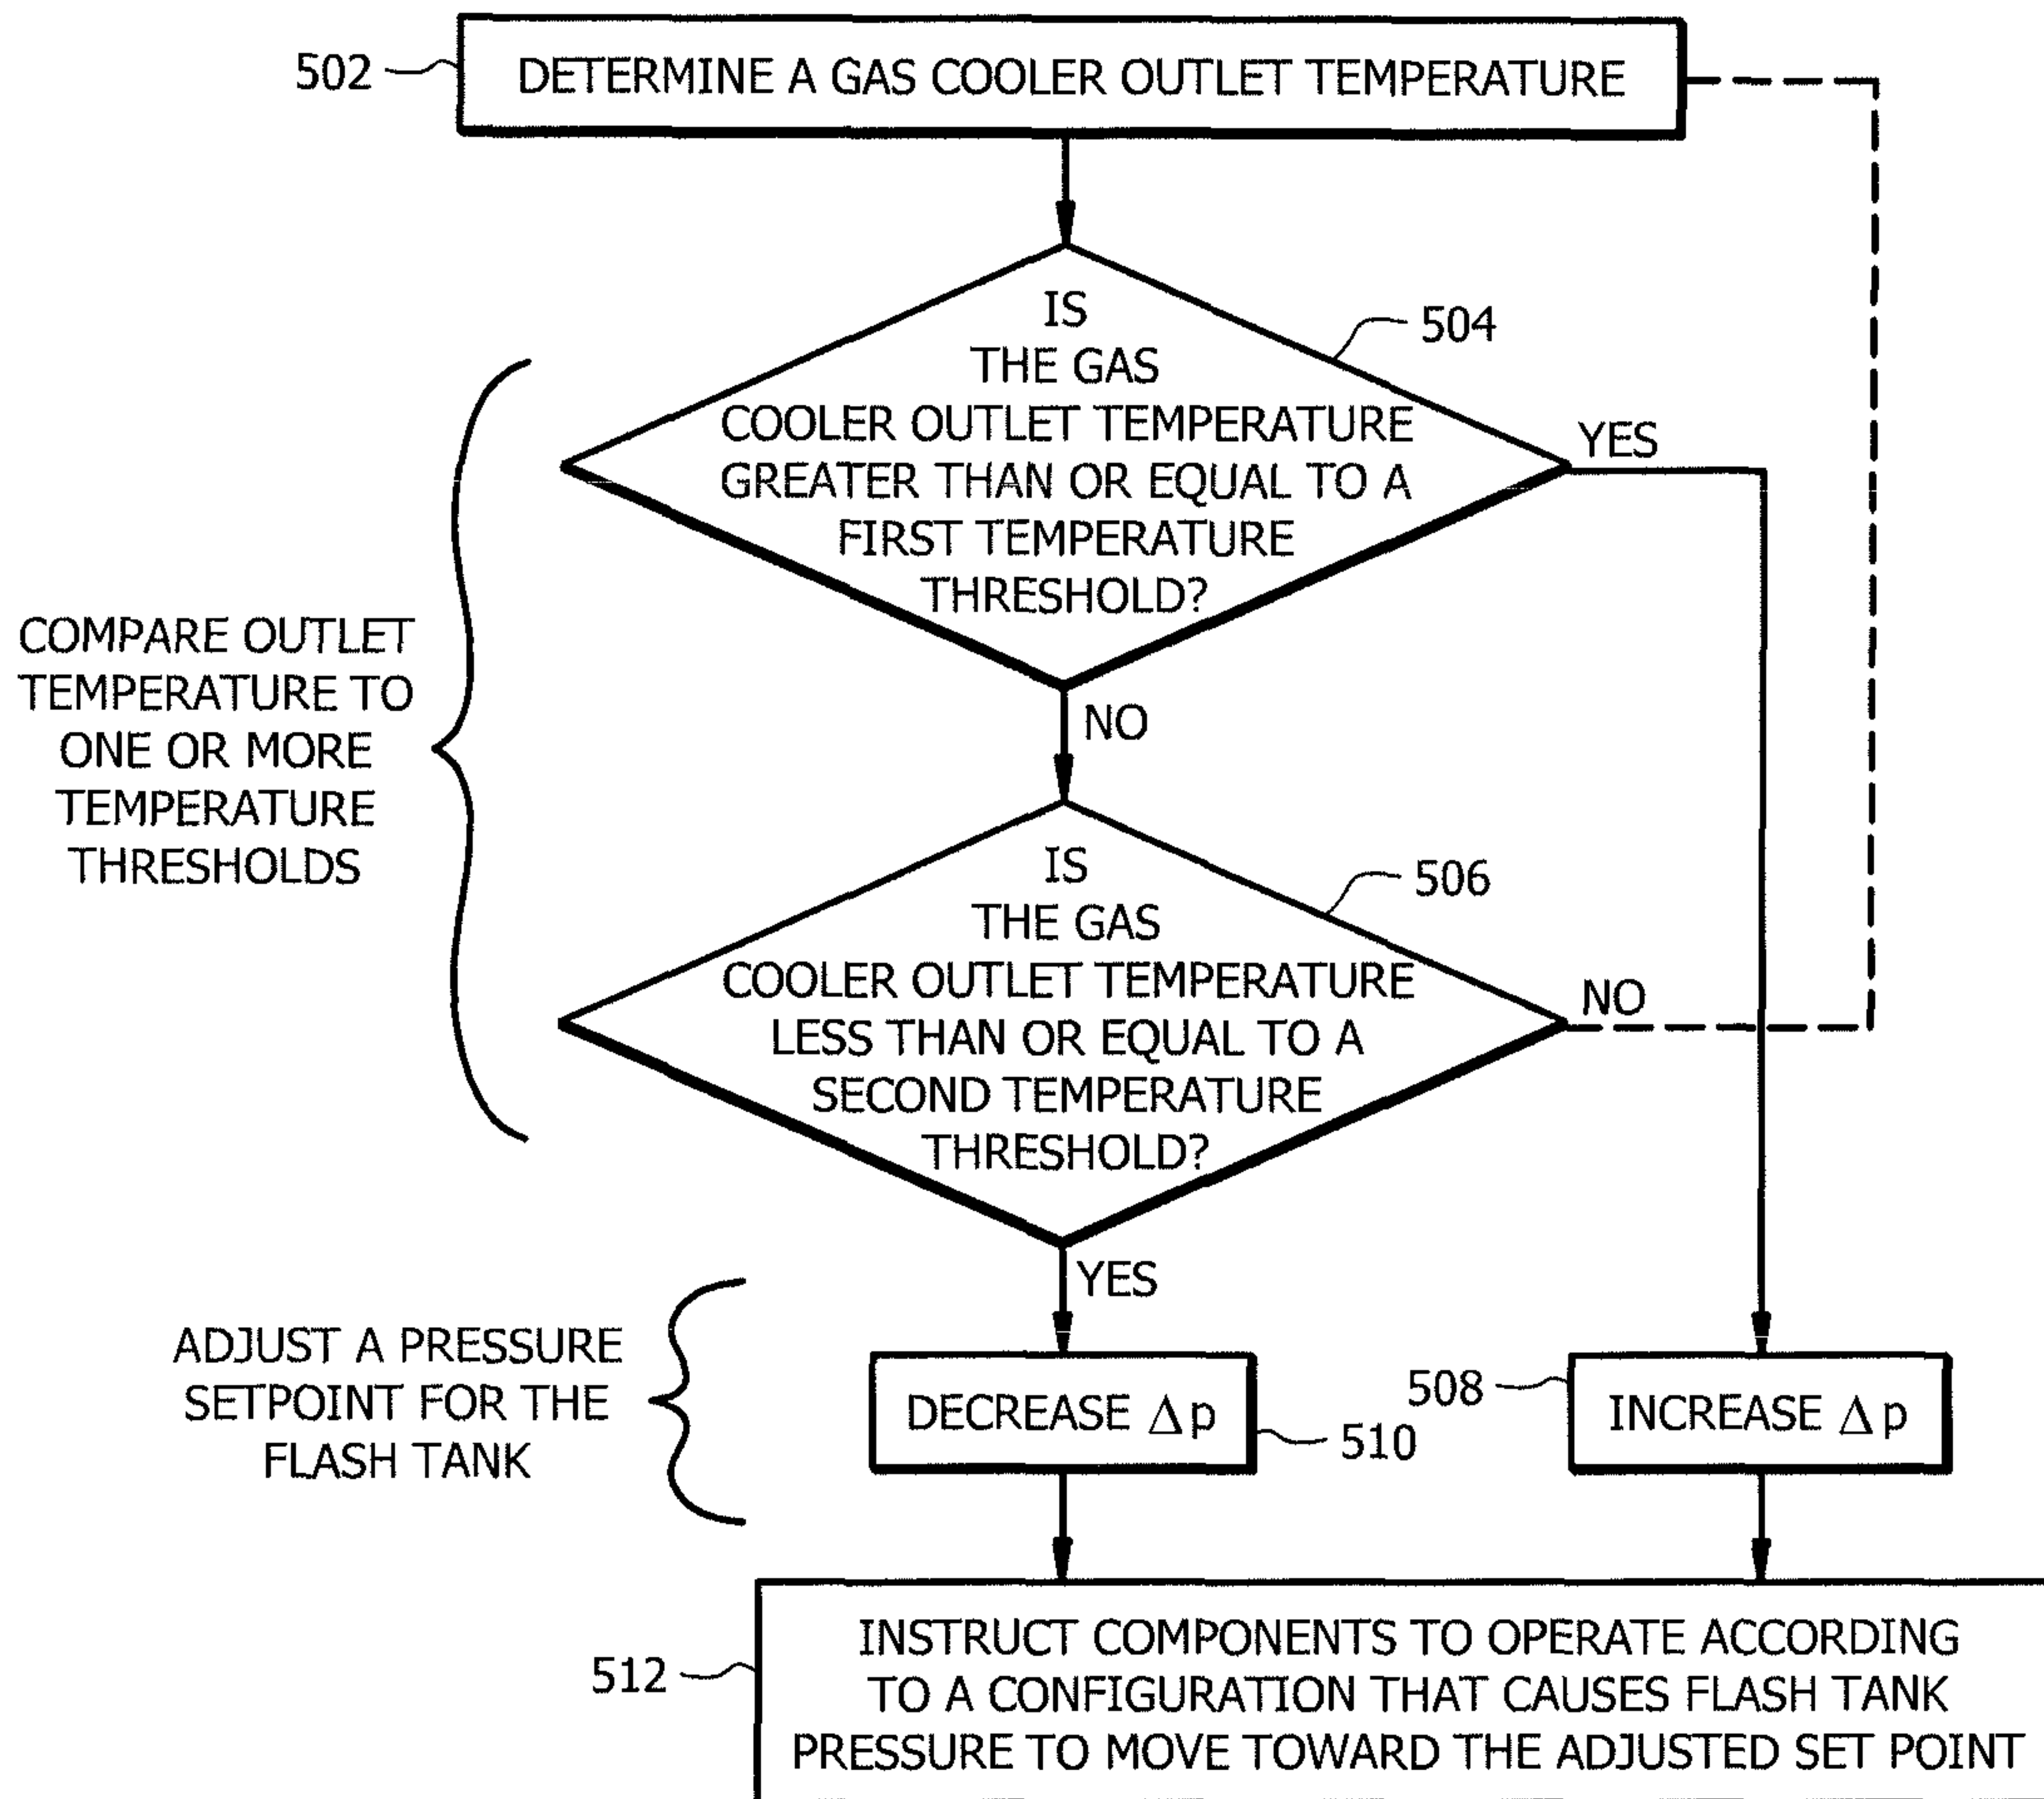 502
DETERMINE A GAS COOLER OUTLET TEMPERATURE
504
IS
THE GAS
COOLER OUTLET TEMPERATURE
GREATER THAN OR EQUAL TO A
FIRST TEMPERATURE
THRESHOLD?
YES
NO
COMPARE OUTLET
TEMPERATURE TO
ONE OR MORE
TEMPERATURE
THRESHOLDS
506
IS
THE GAS
COOLER OUTLET TEMPERATURE
LESS THAN OR EQUAL TO A
SECOND TEMPERATURE
THRESHOLD?
NO
YES
ADJUST A PRESSURE
SETPOINT FOR THE
FLASH TANK
DECREASE Δp
510
508
INCREASE Δp
512
INSTRUCT COMPONENTS TO OPERATE ACCORDING
TO A CONFIGURATION THAT CAUSES FLASH TANK
PRESSURE TO MOVE TOWARD THE ADJUSTED SET POINT